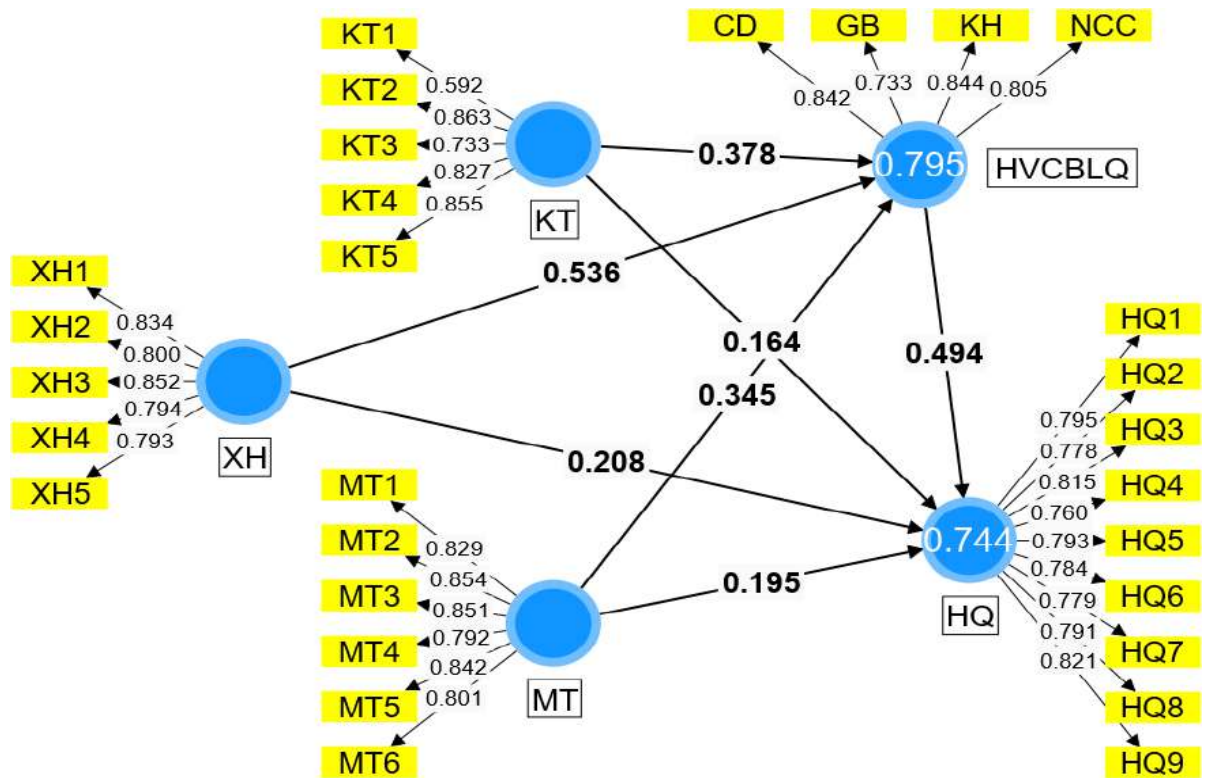 KT1
KT2
KT3
KT4
KT5
0.592
0.863
0.733
0.827
0.855
KT
CD
GB
KH
NCC
0.842
0.733
0.844
0.805
0.795
HVCBLQ
0.378
0.536
0.164
0.345
0.494
0.208
0.195
XH1
XH2
XH3
XH4
XH5
0.834
0.800
0.852
0.794
0.793
XH
MT1
MT2
MT3
MT4
MT5
MT6
0.829
0.854
0.851
0.792
0.842
0.801
MT
HQ1
HQ2
HQ3
HQ4
HQ5
HQ6
HQ7
HQ8
HQ9
0.795
0.778
0.815
0.760
0.793
0.784
0.779
0.791
0.821
0.744
HQ